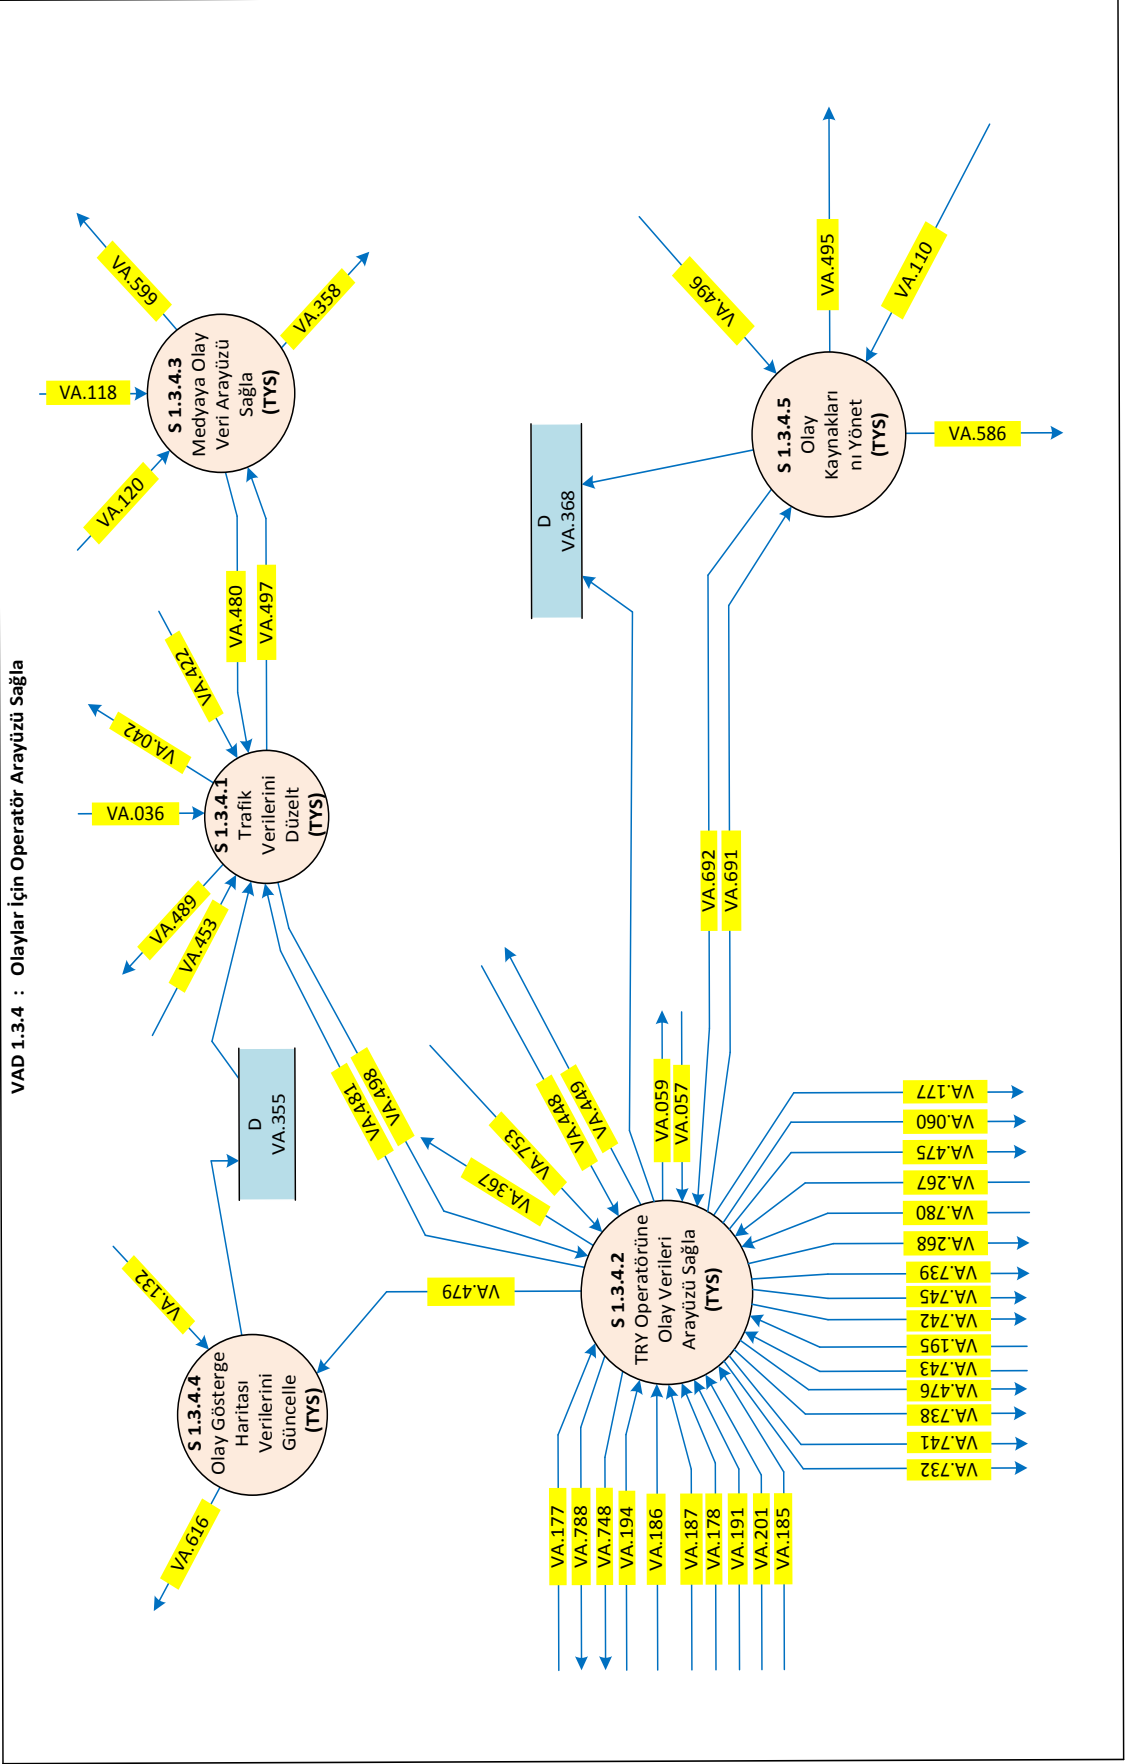 VAD 1.3.4 : Olaylar için Operatör Arayüzü Sağla
VA.616
S 1.3.4.4
Olay Gösterge
Haritası
Verilerini
Güncelle
(TYS)
VA.132
D
VA.355
VA.453
VA.489
VA.036
VA.042
VA.422
S 1.3.4.1
Trafik
Verilerini
Düzelt
(TYS)
VA.480
VA.497
VA.120
VA.118
VA.599
VA.358
S 1.3.4.3
Medyaya Olay
Veri Arayüzü
Sağla
(TYS)
VA.481
VA.498
VA.479
VA.367
VA.753
VA.448
VA.449
VA.059
VA.057
S 1.3.4.2
TRY Operatörüne
Olay Verileri
Arayüzü Sağla
(TYS)
D
VA.368
VA.692
VA.691
VA.496
VA.495
VA.110
VA.586
S 1.3.4.5
Olay
Kaynakları
nı Yönet
(TYS)
VA.177
VA.788
VA.748
VA.194
VA.186
VA.187
VA.178
VA.191
VA.201
VA.185
VA.732
VA.741
VA.738
VA.476
VA.743
VA.195
VA.742
VA.745
VA.739
VA.268
VA.780
VA.267
VA.475
VA.060
VA.177